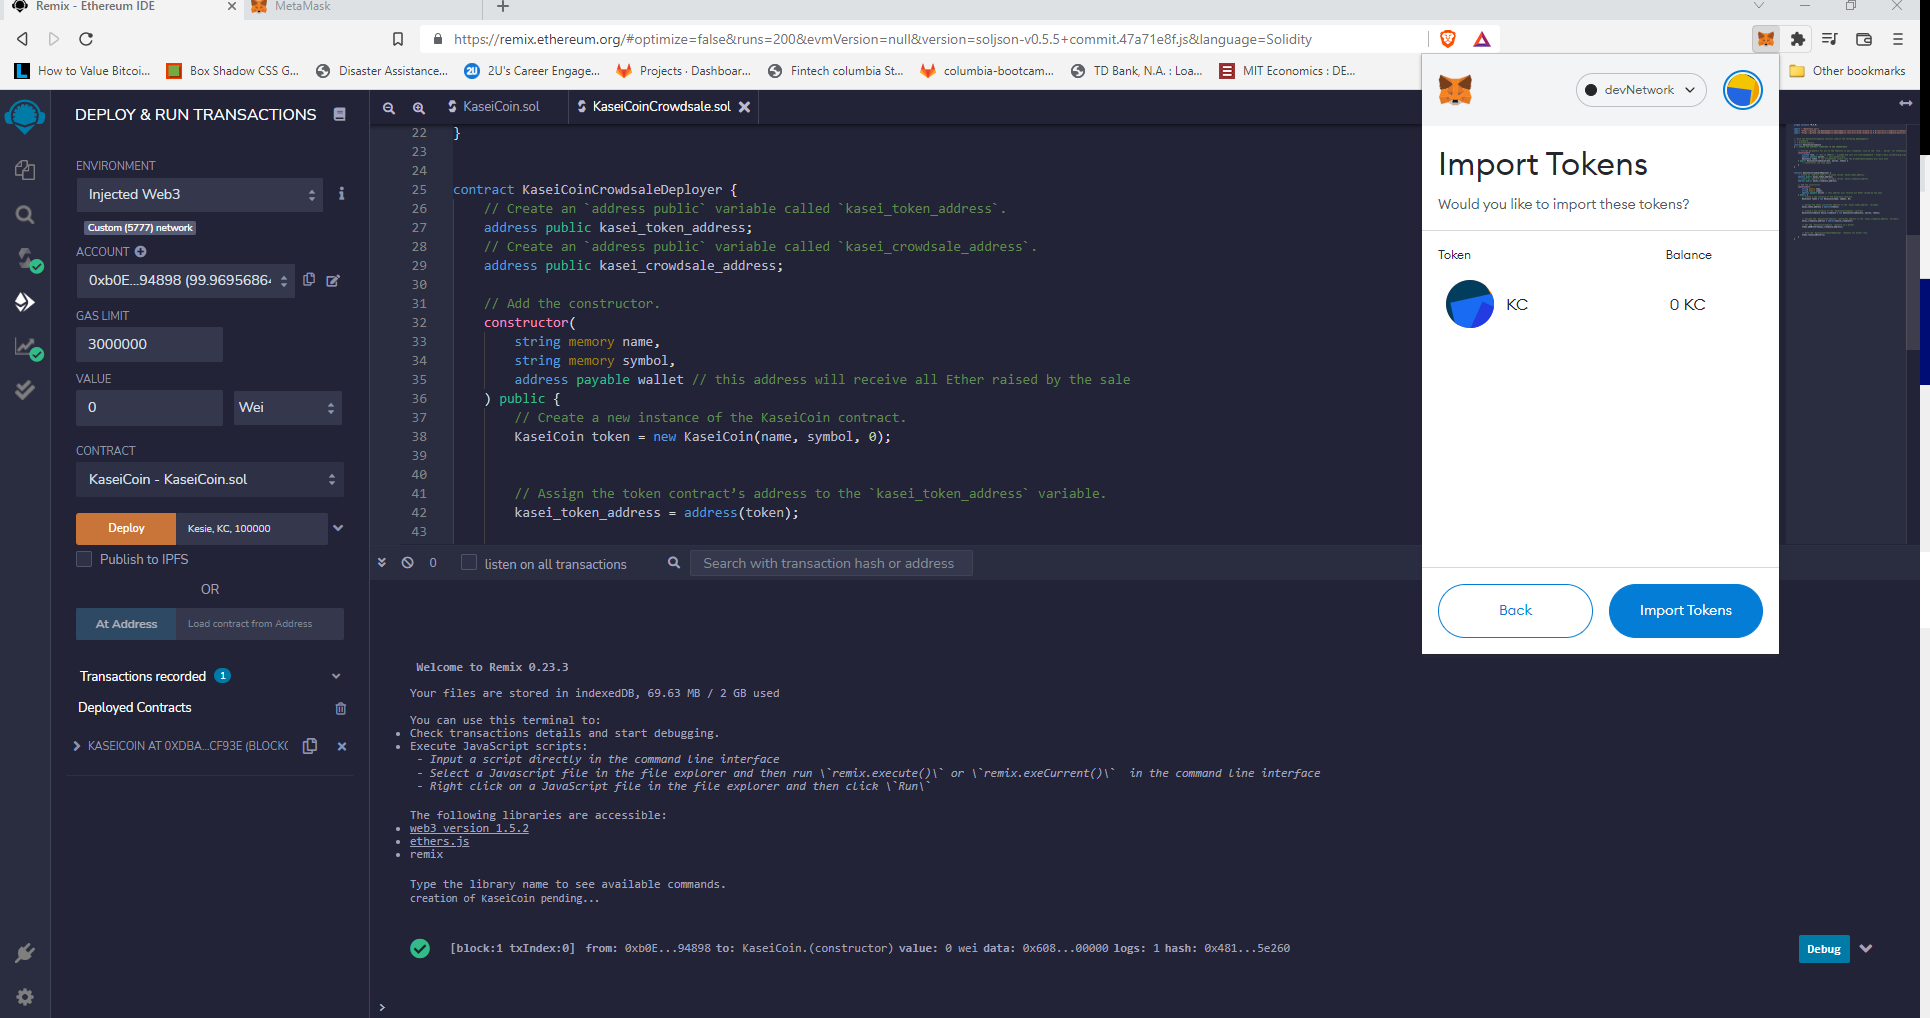 Remix - Ethereum IDE
MetaMask
https://remix.ethereum.org/#optimize=false&runs=200&evmVersion=null&version=soljson-v0.5.5+commit.47a71e8f.js&language=Solidity
How to Value Bitcoi...
Box Shadow CSS G...
Disaster Assistance...
2U's Career Engage...
Projects · Dashboar...
Fintech columbia St...
columbia-bootcam...
TD Bank, N.A. : Loa...
MIT Economics : DE...
Other bookmarks
DEPLOY & RUN TRANSACTIONS
ENVIRONMENT
Injected Web3
Custom (5777) network
ACCOUNT
0xb0E...94898 (99.96956864
GAS LIMIT
3000000
VALUE
0
Wei
CONTRACT
KaseiCoin - KaseiCoin.sol
Deploy
Kesie, KC, 100000
Publish to IPFS
OR
At Address
Load contract from Address
Transactions recorded 1
Deployed Contracts
KASEICOIN AT 0XDBA...CF93E (BLOCKC
KaseiCoin.sol
KaseiCoinCrowdsale.sol
22 }
23
24
25 contract KaseiCoinCrowdsaleDeployer {
26 // Create an `address public` variable called `kasei_token_address`.
27 address public kasei_token_address;
28 // Create an `address public` variable called `kasei_crowdsale_address`.
29 address public kasei_crowdsale_address;
30
31 // Add the constructor.
32 constructor(
33 string memory name,
34 string memory symbol,
35 address payable wallet // this address will receive all Ether raised by the sale
36 ) public {
37 // Create a new instance of the KaseiCoin contract.
38 KaseiCoin token = new KaseiCoin(name, symbol, 0);
39
40
41 // Assign the token contract’s address to the `kasei_token_address` variable.
42 kasei_token_address = address(token);
43
0
listen on all transactions
Search with transaction hash or address
Welcome to Remix 0.23.3
Your files are stored in indexedDB, 69.63 MB / 2 GB used
You can use this terminal to:
• Check transactions details and start debugging.
• Execute JavaScript scripts:
- Input a script directly in the command line interface
- Select a Javascript file in the file explorer and then run \`remix.execute()\` or \`remix.exeCurrent()\` in the command line interface
- Right click on a JavaScript file in the file explorer and then click \`Run\`
The following libraries are accessible:
• web3 version 1.5.2
• ethers.js
• remix
Type the library name to see available commands.
creation of KaseiCoin pending...
[block:1 txIndex:0] from: 0xb0E...94898 to: KaseiCoin.(constructor) value: 0 wei data: 0x608...00000 logs: 1 hash: 0x481...5e260
Debug
>
devNetwork
Import Tokens
Would you like to import these tokens?
Token
Balance
KC
0 KC
Back
Import Tokens